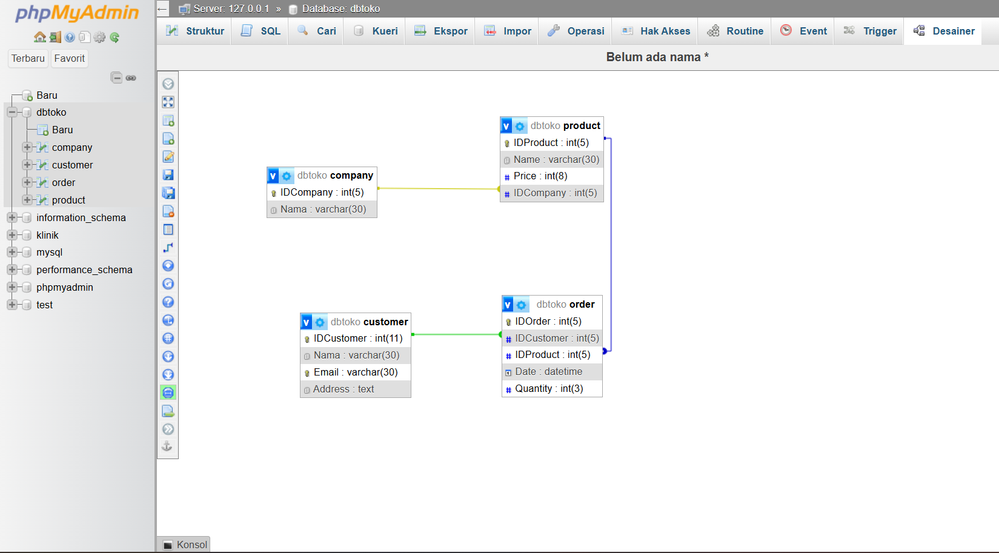 phpMyAdmin
Terbaru Favorit
Baru
dbtoko
Baru
company
customer
order
product
information_schema
klinik
mysql
performance_schema
phpmyadmin
test
← Server: 127.0.0.1 » Database: dbtoko
Struktur SQL Cari Kueri Ekspor Impor Operasi Hak Akses Routine Event Trigger Desainer
Belum ada nama *
v dbtoko product
IDProduct : int(5)
Name : varchar(30)
# Price : int(8)
# IDCompany : int(5)
v dbtoko company
IDCompany : int(5)
Nama : varchar(30)
v dbtoko customer
IDCustomer : int(11)
Nama : varchar(30)
Email : varchar(30)
Address : text
v dbtoko order
IDOrder : int(5)
# IDCustomer : int(5)
# IDProduct : int(5)
Date : datetime
# Quantity : int(3)
Konsol